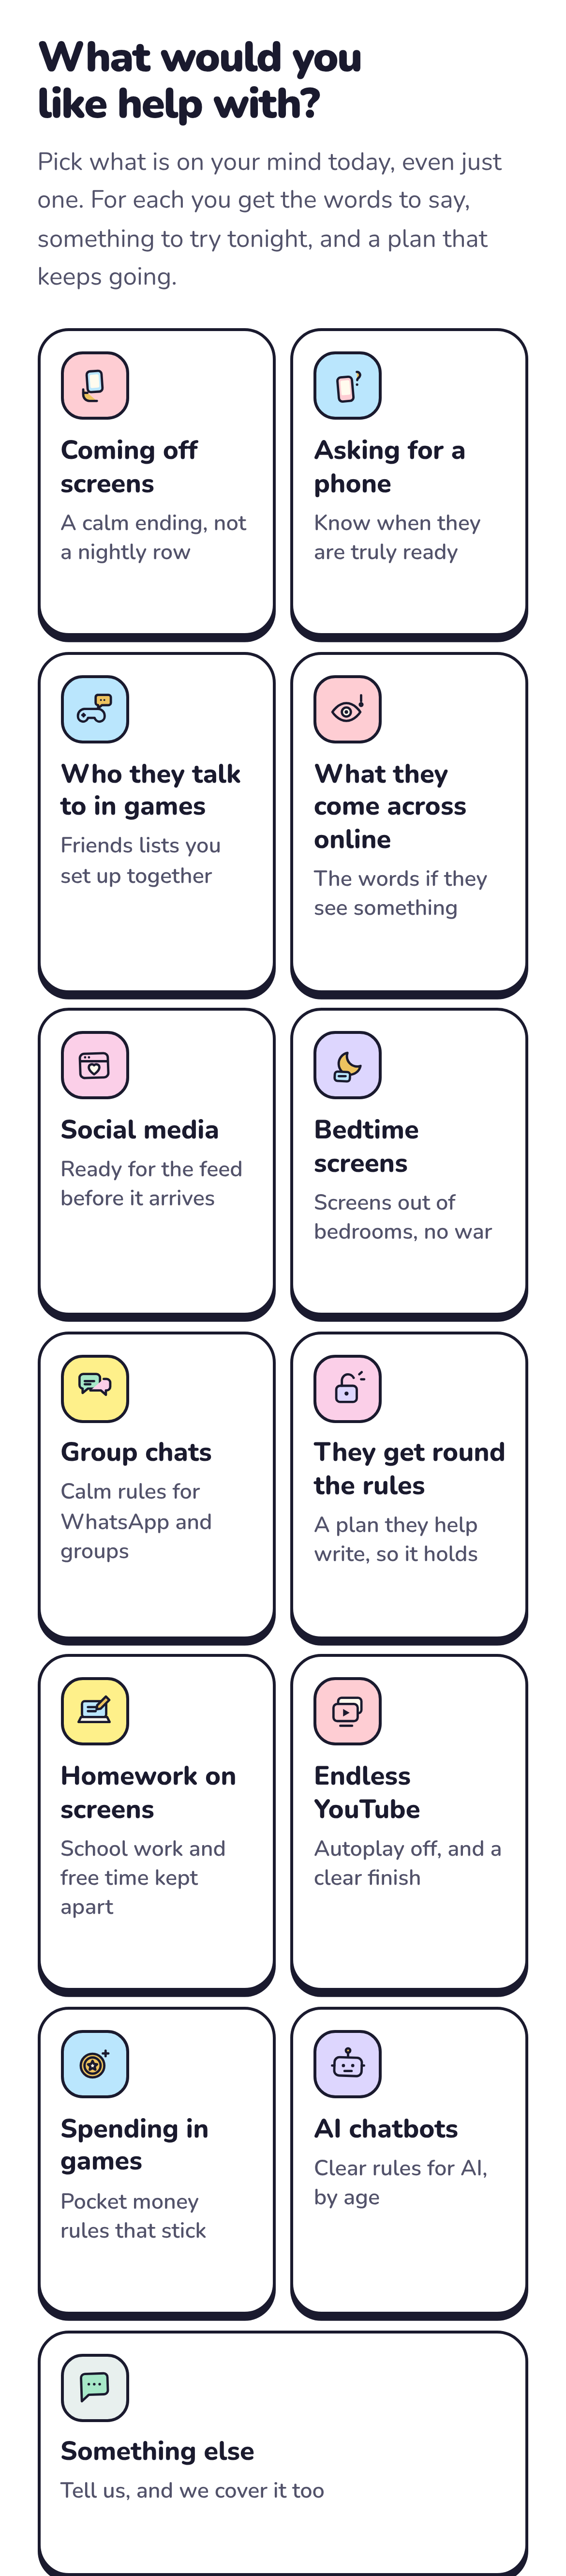 What would you
like help with?
Pick what is on your mind today, even just
one. For each you get the words to say,
something to try tonight, and a plan that
keeps going.
Coming off
screens
A calm ending, not
a nightly row
Asking for a
phone
Know when they
are truly ready
Who they talk
to in games
Friends lists you
set up together
What they
come across
online
The words if they
see something
Social media
Ready for the feed
before it arrives
Bedtime
screens
Screens out of
bedrooms, no war
Group chats
Calm rules for
WhatsApp and
groups
They get round
the rules
A plan they help
write, so it holds
Homework on
screens
School work and
free time kept
apart
Endless
YouTube
Autoplay off, and a
clear finish
Spending in
games
Pocket money
rules that stick
AI chatbots
Clear rules for AI,
by age
Something else
Tell us, and we cover it too